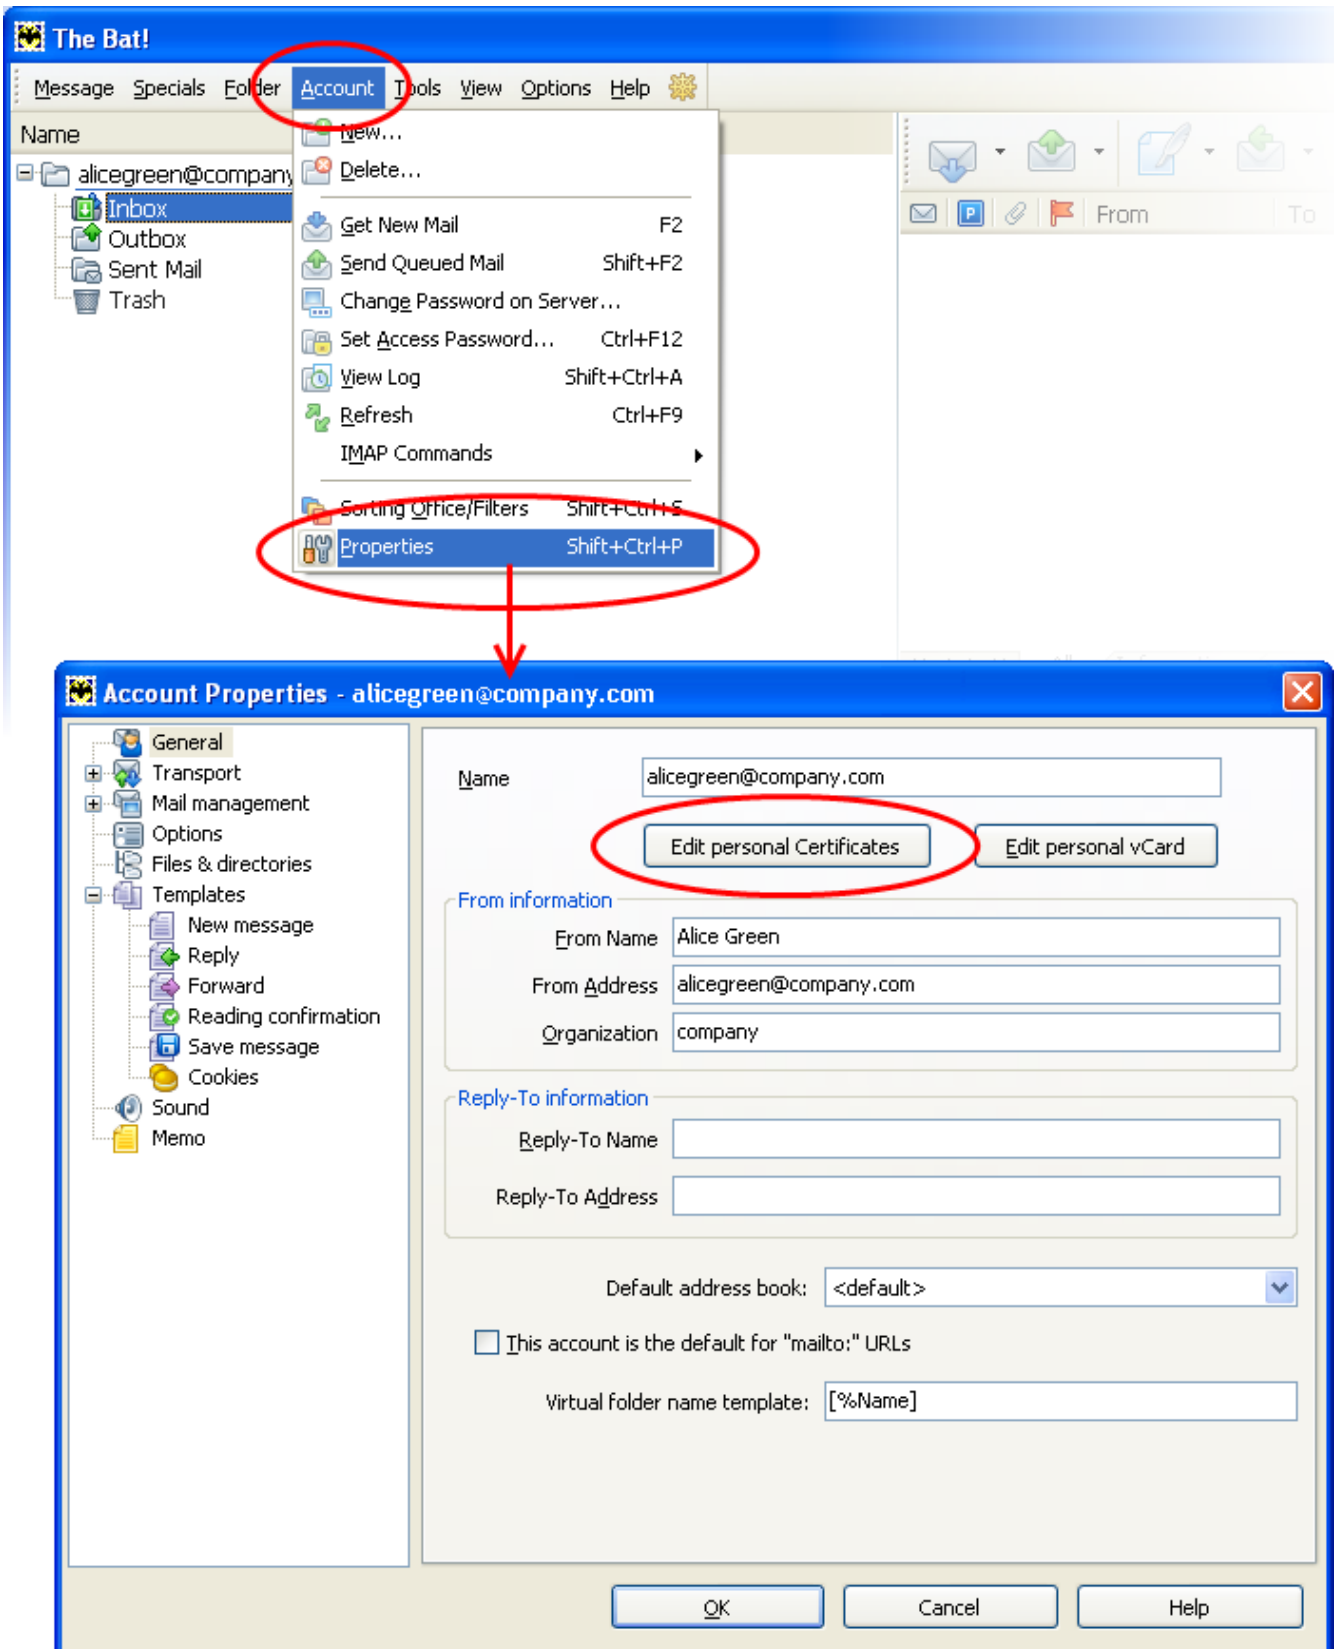 The Bat!
Message Specials Folder Account Tools View Options Help
Name
New...
Delete...
alicegreen@company
Inbox
Outbox
Sent Mail
Trash
Get New Mail F2
Send Queued Mail Shift+F2
Change Password on Server...
Set Access Password... Ctrl+F12
View Log Shift+Ctrl+A
Refresh Ctrl+F9
IMAP Commands
Sorting Office/Filters Shift+Ctrl+S
Properties Shift+Ctrl+P
P From To
Account Properties - alicegreen@company.com
General
Transport
Mail management
Options
Files & directories
Templates
New message
Reply
Forward
Reading confirmation
Save message
Cookies
Sound
Memo
Name alicegreen@company.com
Edit personal Certificates Edit personal vCard
From information
From Name Alice Green
From Address alicegreen@company.com
Organization company
Reply-To information
Reply-To Name
Reply-To Address
Default address book: <default>
This account is the default for "mailto:" URLs
Virtual folder name template: [%Name]
OK Cancel Help